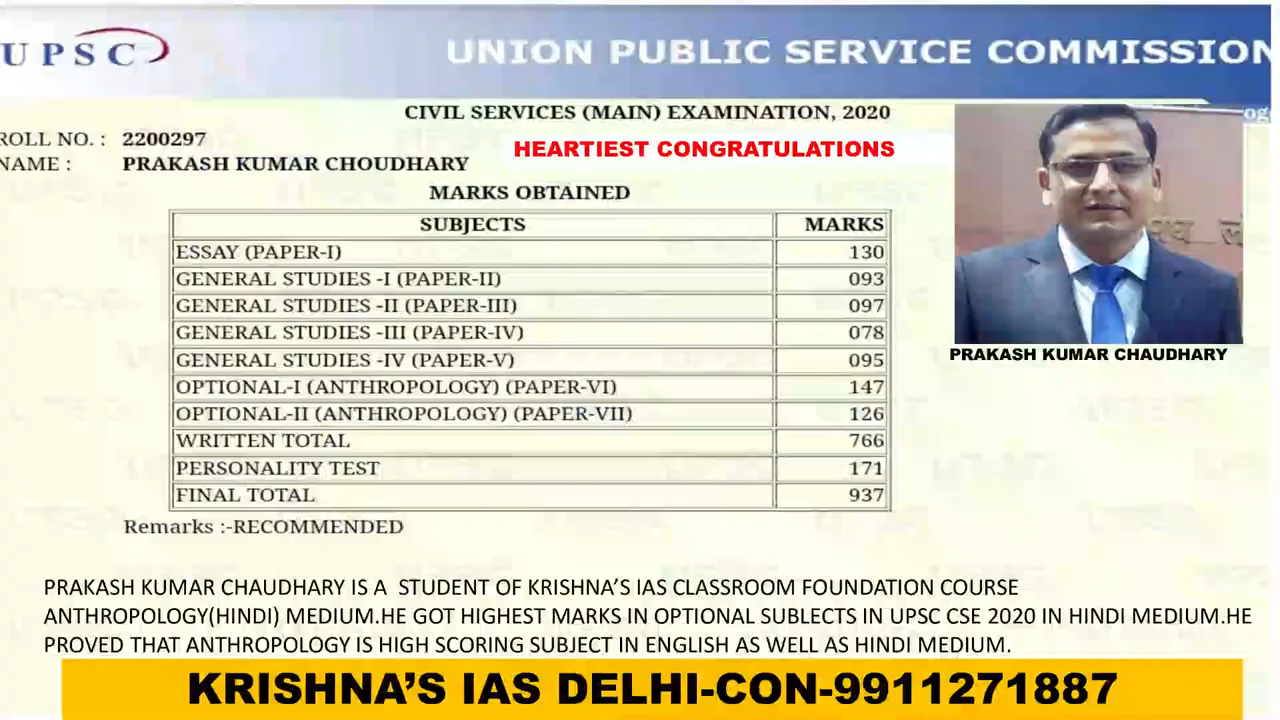 UPSC
UNION PUBLIC SERVICE COMMISSION
CIVIL SERVICES (MAIN) EXAMINATION, 2020
ROLL NO. : 2200297
NAME : PRAKASH KUMAR CHOUDHARY
HEARTIEST CONGRATULATIONS
MARKS OBTAINED
SUBJECTS MARKS
ESSAY (PAPER-I) 130
GENERAL STUDIES -I (PAPER-II) 093
GENERAL STUDIES -II (PAPER-III) 097
GENERAL STUDIES -III (PAPER-IV) 078
GENERAL STUDIES -IV (PAPER-V) 095
OPTIONAL-I (ANTHROPOLOGY) (PAPER-VI) 147
OPTIONAL-II (ANTHROPOLOGY) (PAPER-VII) 126
WRITTEN TOTAL 766
PERSONALITY TEST 171
FINAL TOTAL 937
Remarks :-RECOMMENDED
PRAKASH KUMAR CHAUDHARY
PRAKASH KUMAR CHAUDHARY IS A STUDENT OF KRISHNA’S IAS CLASSROOM FOUNDATION COURSE
ANTHROPOLOGY(HINDI) MEDIUM.HE GOT HIGHEST MARKS IN OPTIONAL SUBLECTS IN UPSC CSE 2020 IN HINDI MEDIUM.HE
PROVED THAT ANTHROPOLOGY IS HIGH SCORING SUBJECT IN ENGLISH AS WELL AS HINDI MEDIUM.
KRISHNA’S IAS DELHI-CON-9911271887